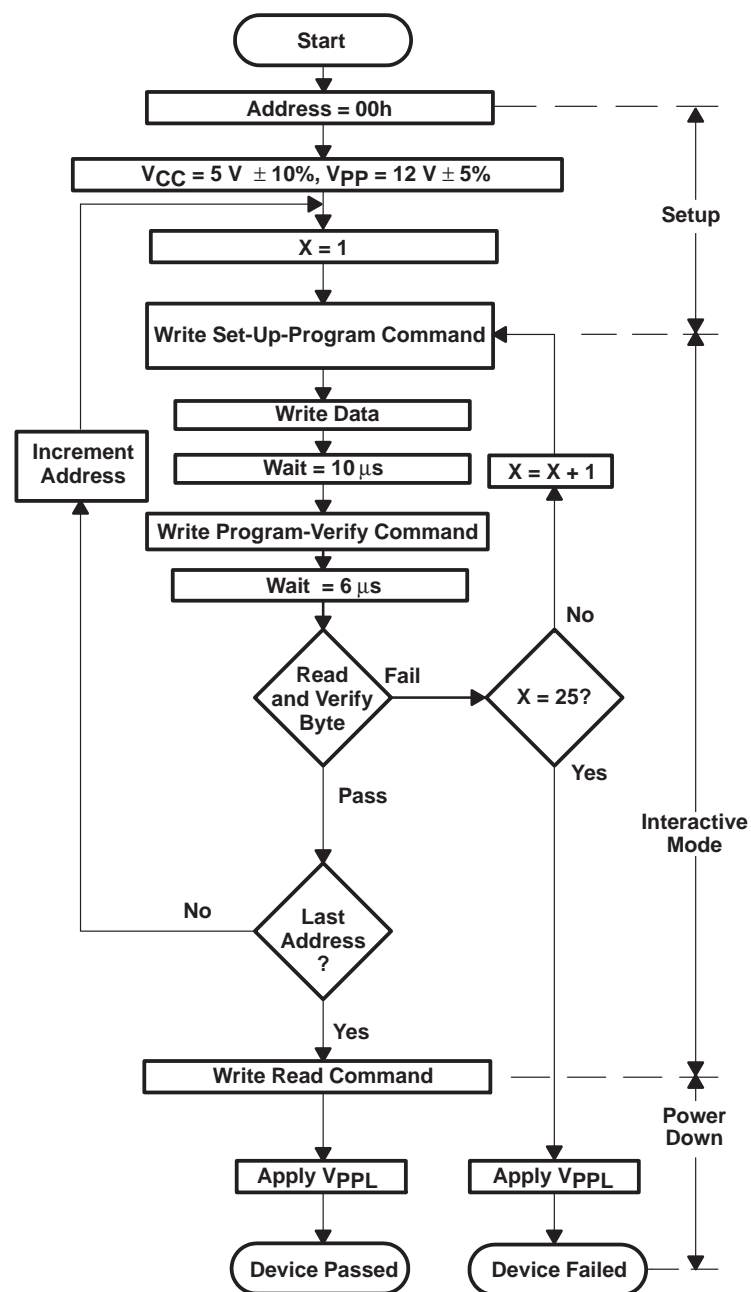 Start
Address = 00h
VCC = 5 V ± 10%, VPP = 12 V ± 5%
Setup
X = 1
Write Set-Up-Program Command
Write Data
Increment
Address
Wait = 10 µs
X = X + 1
Write Program-Verify Command
Wait = 6 µs
No
Read
and Verify
Byte
Fail
X = 25?
Yes
Pass
Interactive
Mode
No
Last
Address
?
Yes
Write Read Command
Power
Down
Apply VPPL
Apply VPPL
Device Passed
Device Failed